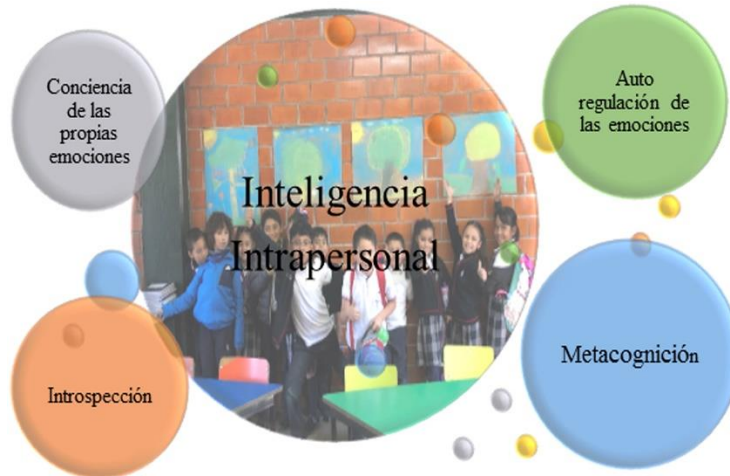 Conciencia
de las
propias
emociones
Auto
regulación de
las emociones
Inteligencia
Intrapersonal
Introspección
Metacognición